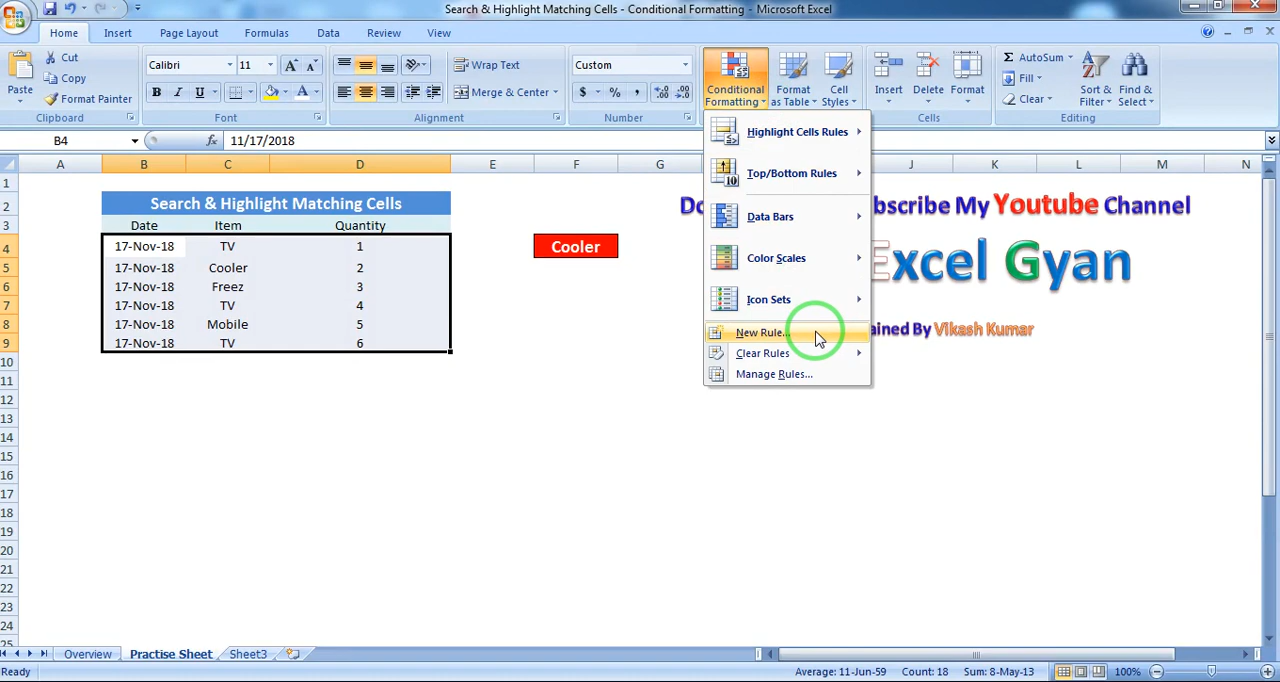 Search & Highlight Matching Cells - Conditional Formatting - Microsoft Excel
Home Insert Page Layout Formulas Data Review View
Paste Cut Copy Format Painter Clipboard
Calibri 11 A A B I U A Font
Wrap Text Merge & Center Alignment
Custom $ % , Number
Conditional Formatting Format as Table Cell Styles
Insert Delete Format Cells
Σ AutoSum Fill Clear Sort & Filter Find & Select Editing
B4 fx 11/17/2018
A B C D E F G J K L M N
1
2 Search & Highlight Matching Cells
3 Date Item Quantity
4 17-Nov-18 TV 1 Cooler
5 17-Nov-18 Cooler 2
6 17-Nov-18 Freez 3
7 17-Nov-18 TV 4
8 17-Nov-18 Mobile 5
9 17-Nov-18 TV 6
10
11
12
13
14
15
16
17
18
19
20
21
22
23
24
25
Highlight Cells Rules
Top/Bottom Rules
Data Bars
Color Scales
Icon Sets
New Rule...
Clear Rules
Manage Rules...
My Youtube Channel
Excel Gyan
By Vikash Kumar
Overview Practise Sheet Sheet3
Ready Average: 11-Jun-59 Count: 18 Sum: 8-May-13 100%